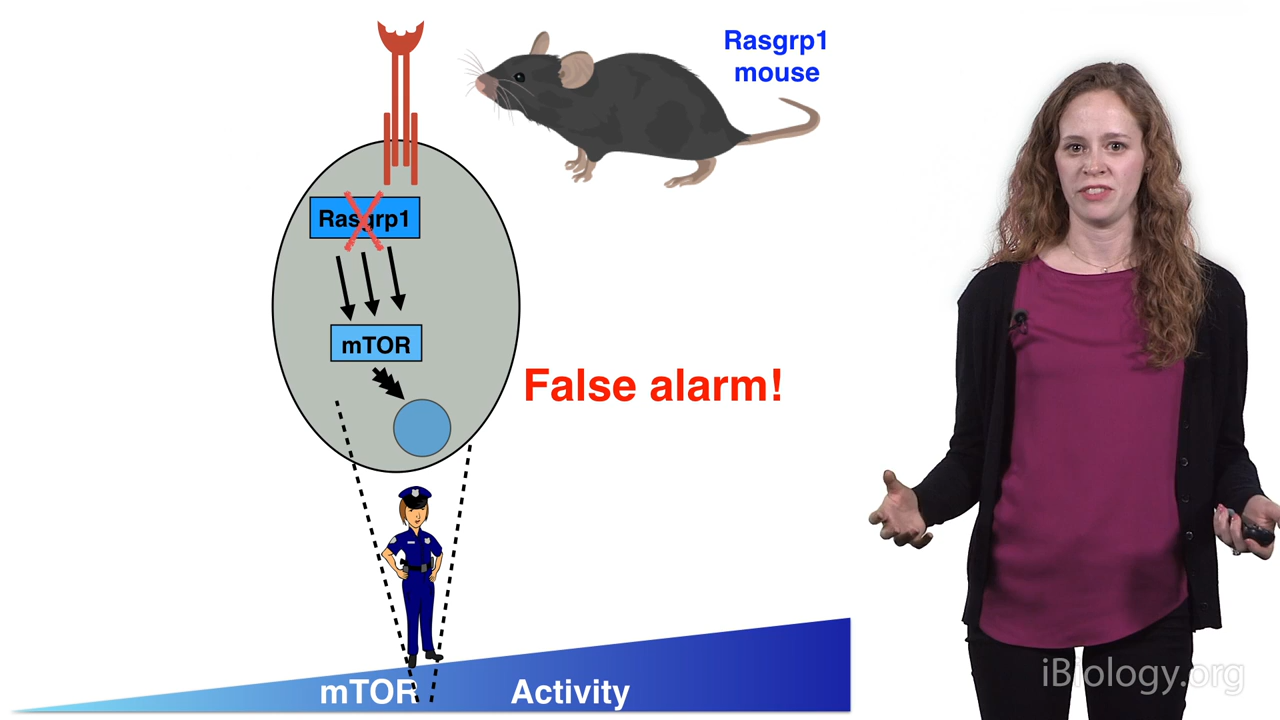 Rasgrp1
mouse
Rasgrp1
mTOR
False alarm!
mTOR Activity
iBiology.org